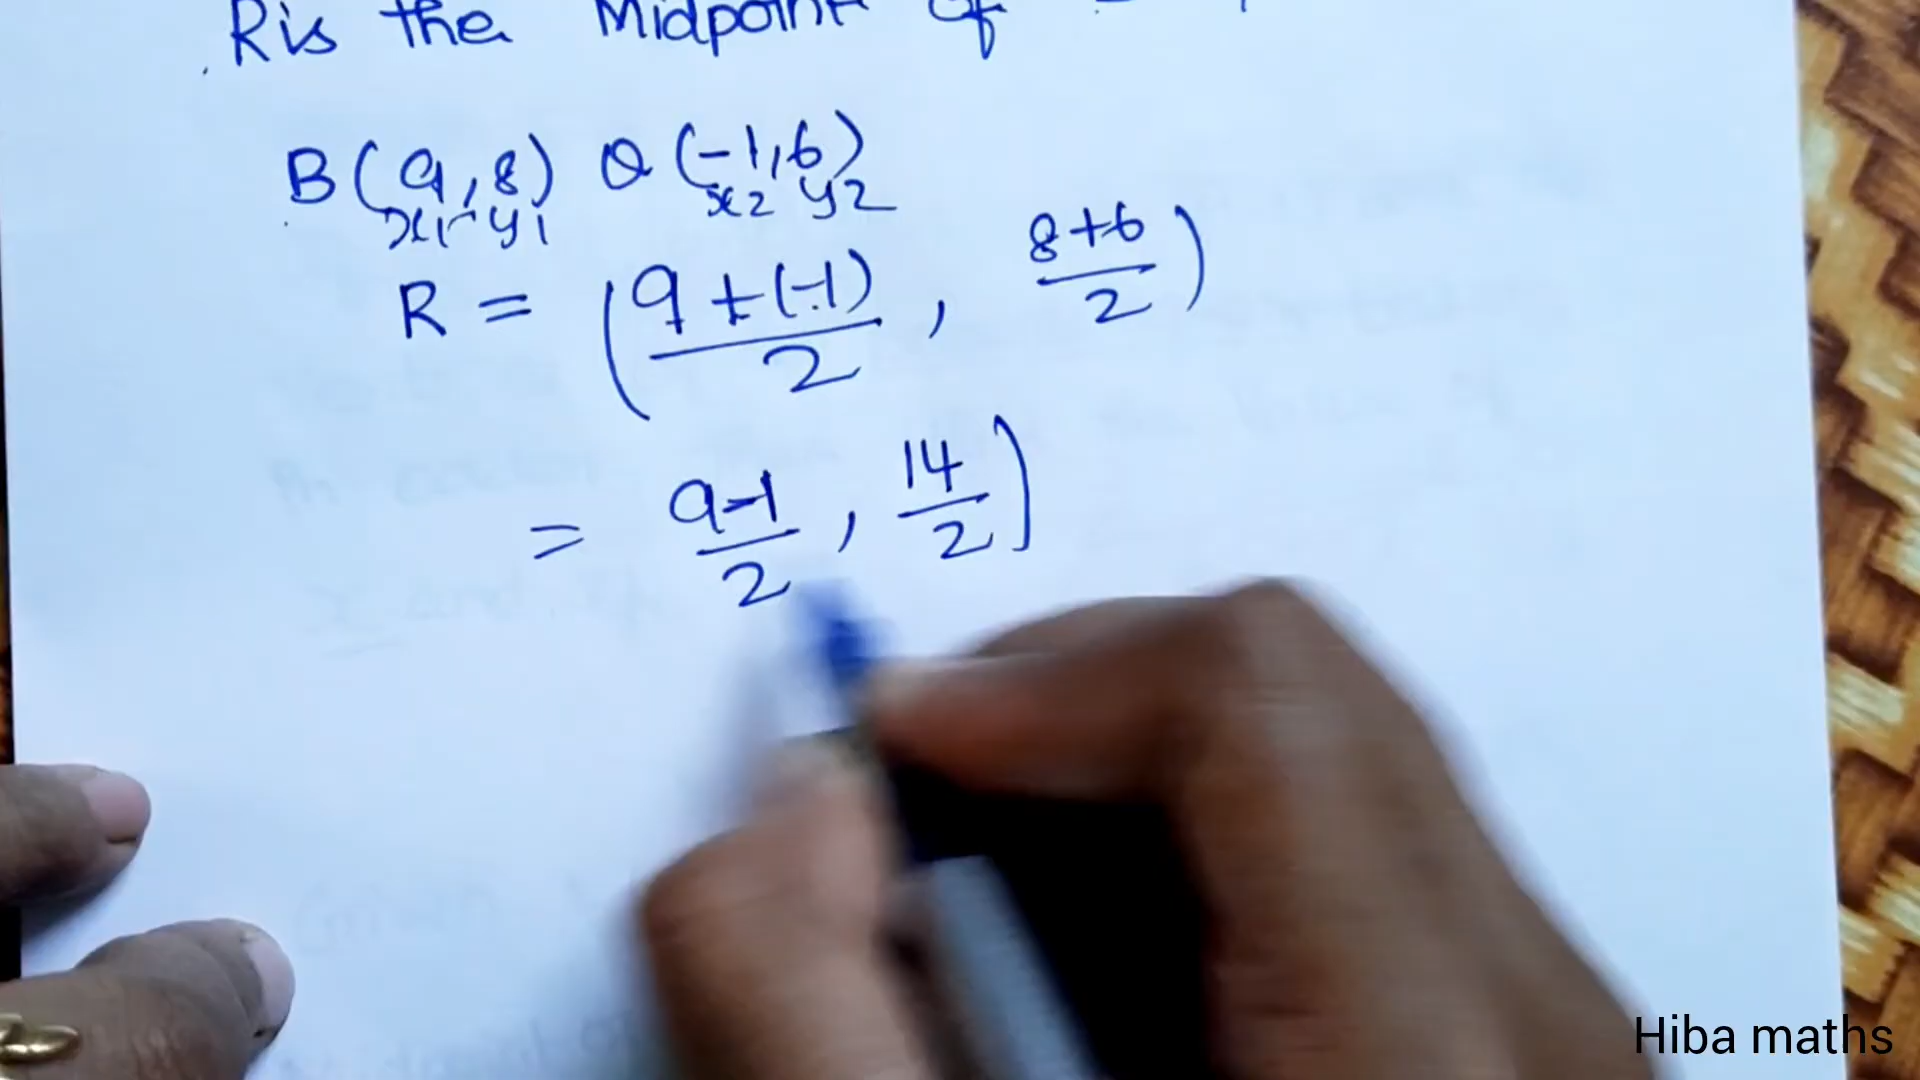 R is the Midpoint of
B(9,8) Q(-1,6)
x1 y1 x2 y2
R = (9+(-1)/2, 8+6/2)
= 9-1/2, 14/2)
Hiba maths